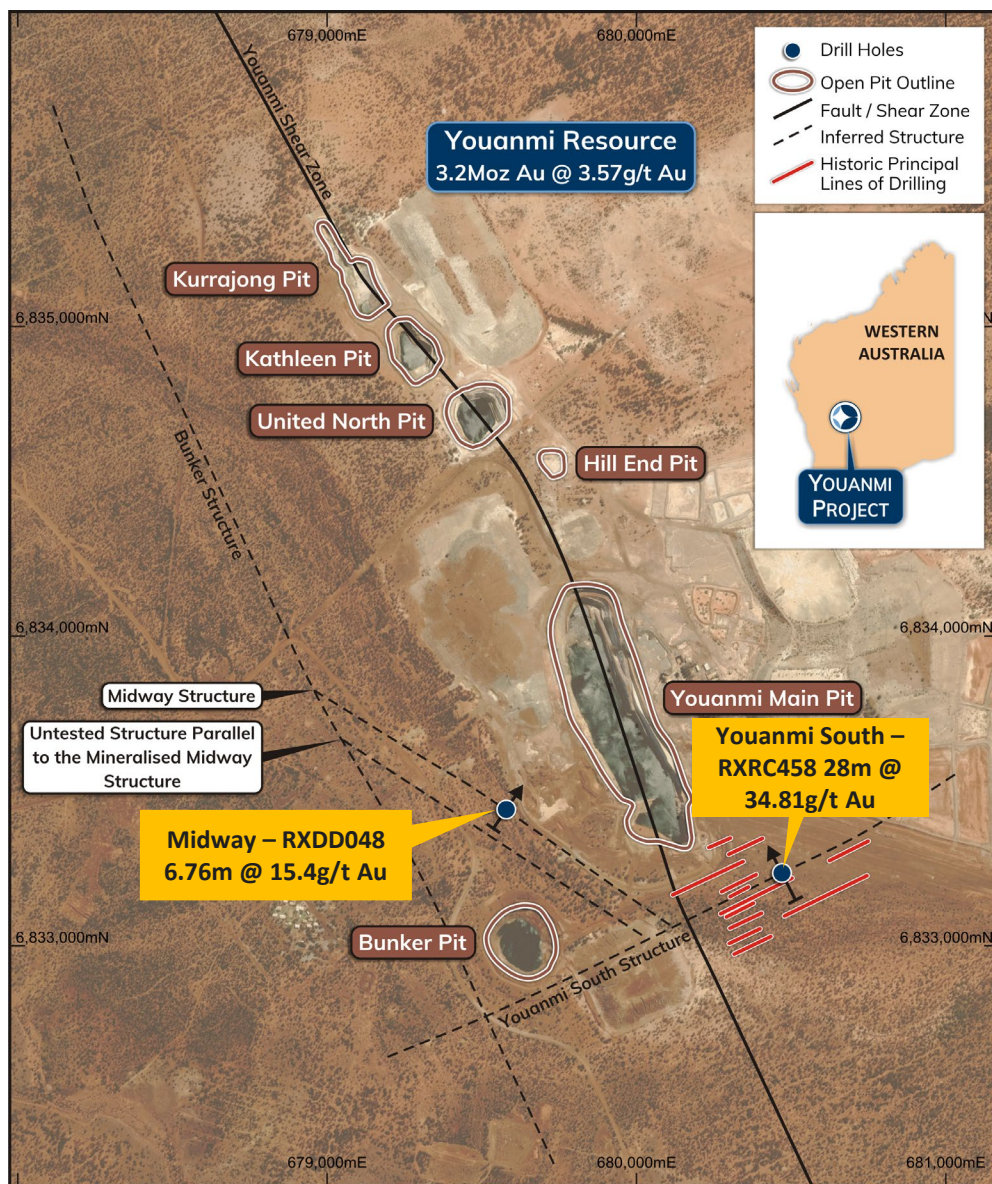 679,000mE
680,000mE
Drill Holes
Open Pit Outline
Fault / Shear Zone
Inferred Structure
Historic Principal
Lines of Drilling
Youanmi Shear Zone
Youanmi Resource
3.2Moz Au @ 3.57g/t Au
Kurrajong Pit
6,835,000mN
Kathleen Pit
United North Pit
Hill End Pit
WESTERN
AUSTRALIA
YOUANMI
PROJECT
Bunker Structure
6,834,000mN
6,834,000mN
Midway Structure
Untested Structure Parallel
to the Mineralised Midway
Structure
Youanmi Main Pit
Youanmi South –
RXRC458 28m @
34.81g/t Au
Midway – RXDD048
6.76m @ 15.4g/t Au
Bunker Pit
6,833,000mN
6,833,000mN
Youanmi South Structure
679,000mE
680,000mE
681,000mE